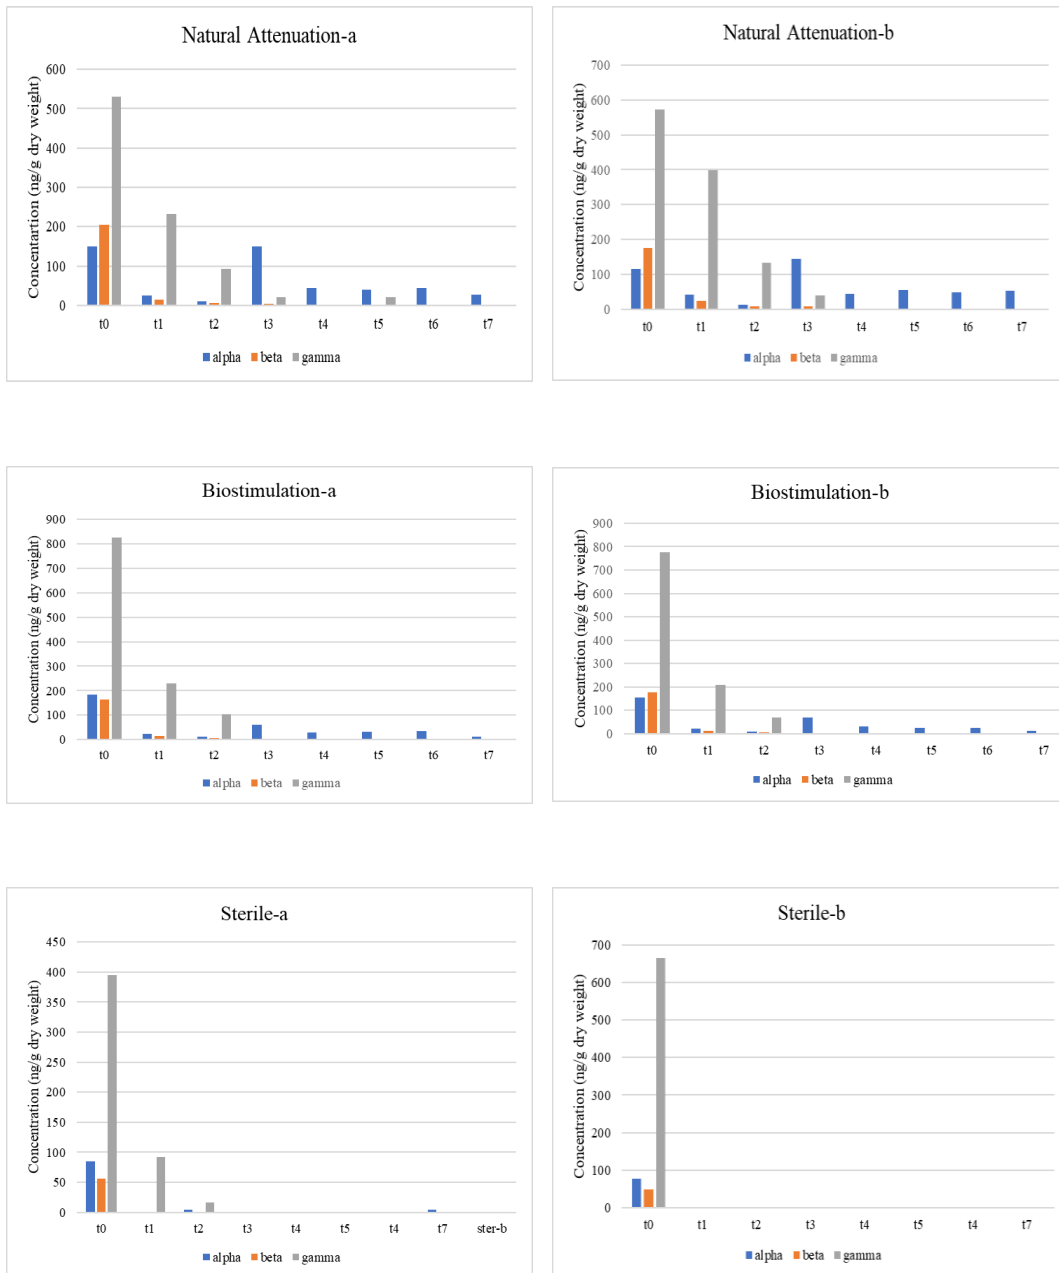 Natural Attenuation-a
Concentartion (ng/g dry weight)
600
500
400
300
200
100
0
t0 t1 t2 t3 t4 t5 t6 t7
alpha beta gamma
Natural Attenuation-b
Concentration (ng/g dry weight)
700
600
500
400
300
200
100
0
t0 t1 t2 t3 t4 t5 t6 t7
alpha beta gamma
Biostimulation-a
Concentration (ng/g dry weight)
900
800
700
600
500
400
300
200
100
0
t0 t1 t2 t3 t4 t5 t6 t7
alpha beta gamma
Biostimulation-b
Concentration (ng/g dry weight)
900
800
700
600
500
400
300
200
100
0
t0 t1 t2 t3 t4 t5 t6 t7
alpha beta gamma
Sterile-a
Concentration (ng/g dry weight)
450
400
350
300
250
200
150
100
50
0
t0 t1 t2 t3 t4 t5 t4 t7 ster-b
alpha beta gamma
Sterile-b
Concentration (ng/g dry weight)
700
600
500
400
300
200
100
0
t0 t1 t2 t3 t4 t5 t4 t7
alpha beta gamma